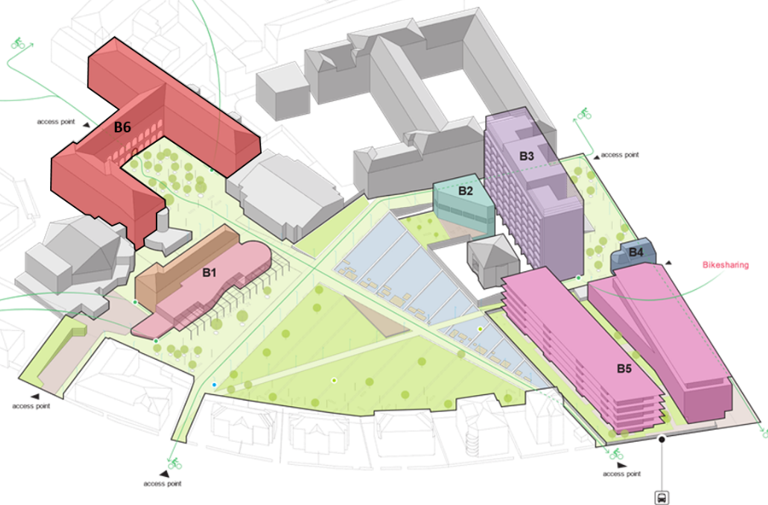 access point
B6
B3
access point
B2
B4
Bikesharing
B1
B5
access point
access point
access point